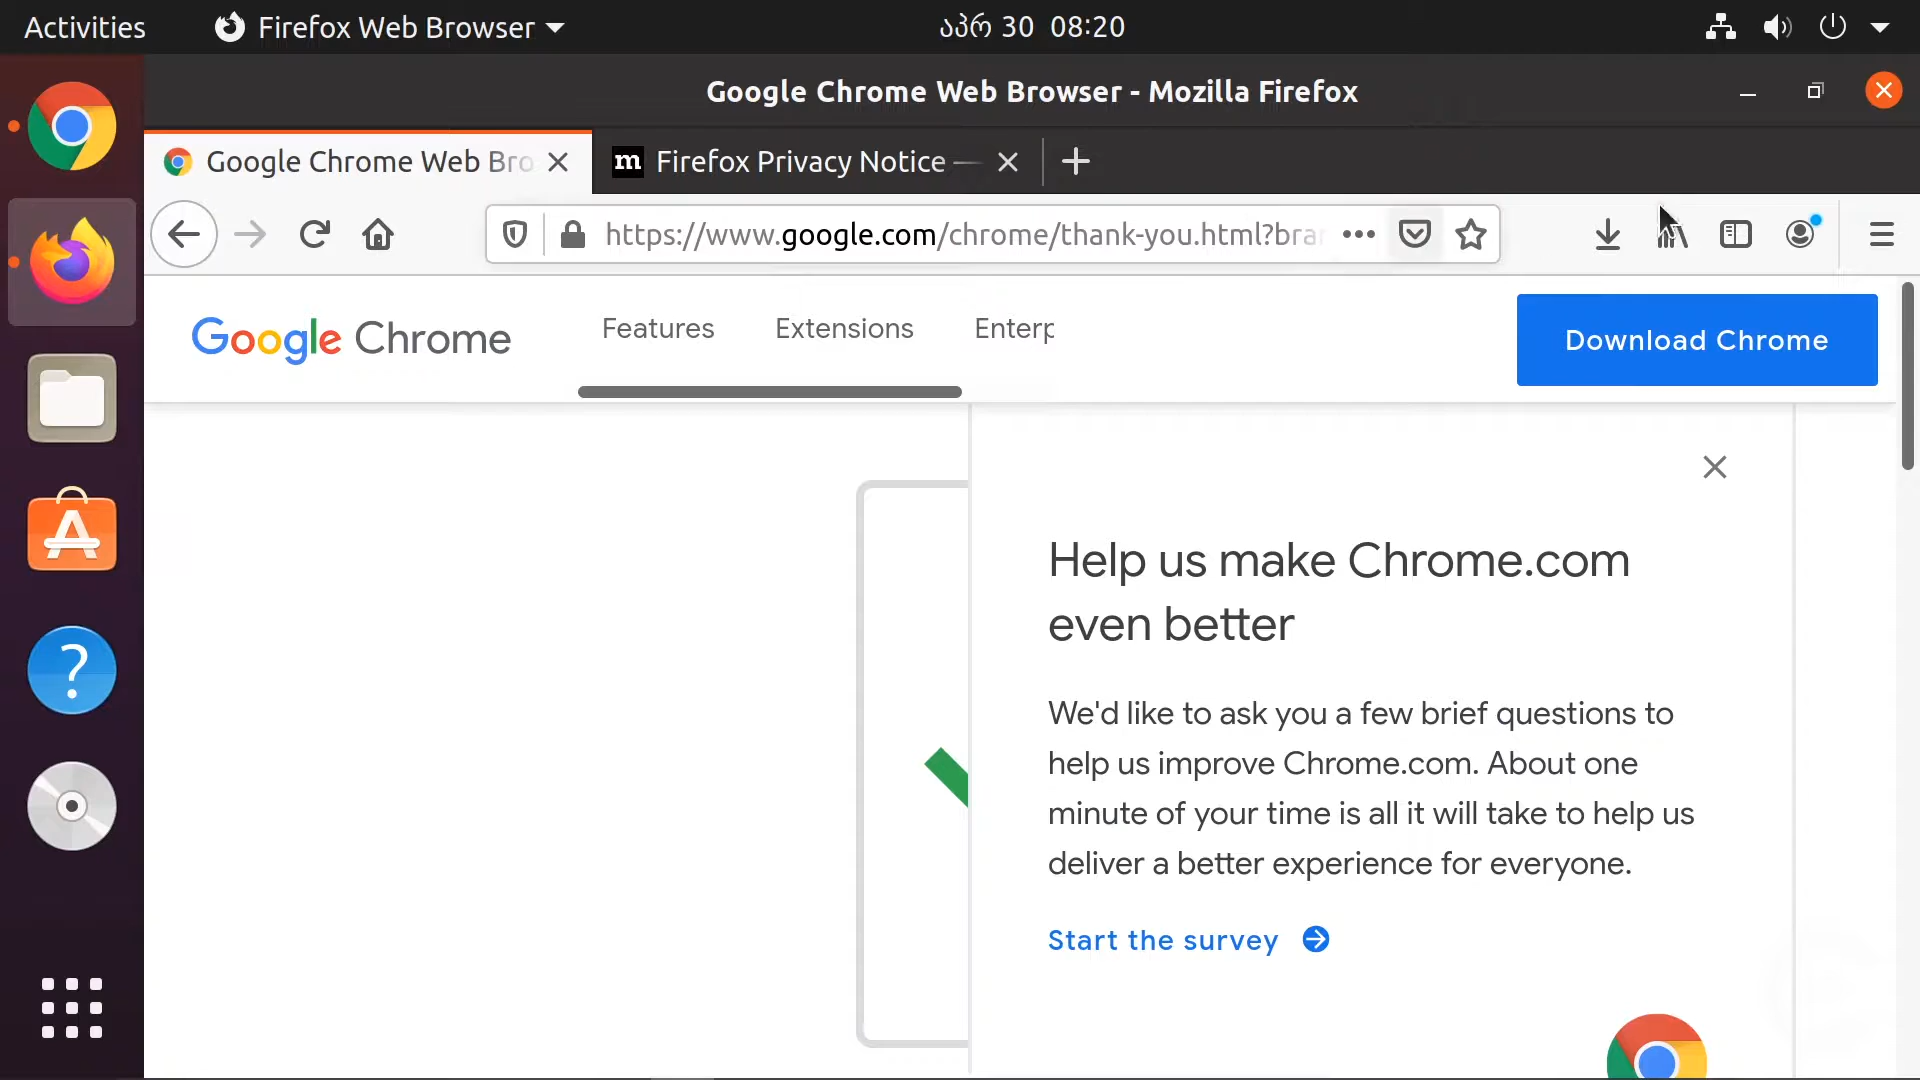 Activities
Firefox Web Browser
აპრ 30 08:20
Google Chrome Web Browser - Mozilla Firefox
Google Chrome Web Bro
m
Firefox Privacy Notice —
https://www.google.com/chrome/thank-you.html?bra
Google Chrome
Features
Extensions
Enterp
Download Chrome
Help us make Chrome.com
even better
We'd like to ask you a few brief questions to
help us improve Chrome.com. About one
minute of your time is all it will take to help us
deliver a better experience for everyone.
Start the survey